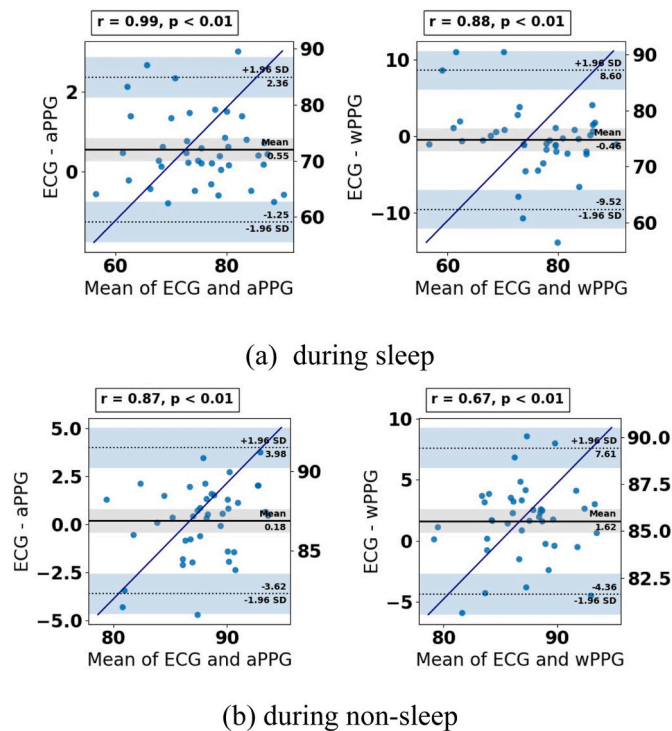 r = 0.99, p < 0.01
ECG - aPPG
2
0
90
80
70
60
+1.96 SD
2.36
Mean
0.55
-1.25
-1.96 SD
60
80
Mean of ECG and aPPG
r = 0.88, p < 0.01
ECG - wPPG
10
0
−10
90
80
70
60
+1.96 SD
8.60
Mean
-0.46
-9.52
-1.96 SD
60
80
Mean of ECG and wPPG
(a) during sleep
r = 0.87, p < 0.01
ECG - aPPG
5.0
2.5
0.0
−2.5
−5.0
90
85
+1.96 SD
3.98
Mean
0.18
-3.62
-1.96 SD
80
90
Mean of ECG and aPPG
r = 0.67, p < 0.01
ECG - wPPG
10
5
0
−5
90.0
87.5
85.0
82.5
+1.96 SD
7.61
Mean
1.62
-4.36
-1.96 SD
80
90
Mean of ECG and wPPG
(b) during non-sleep